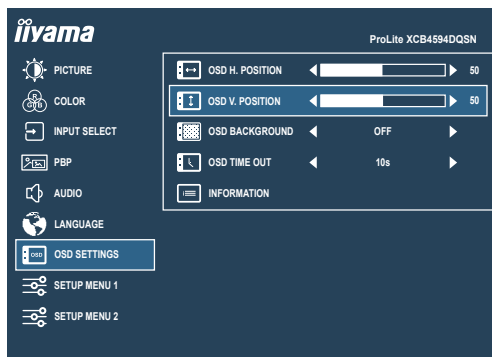 iiyama
ProLite XCB4594DQSN
PICTURE
COLOR
INPUT SELECT
PBP
AUDIO
LANGUAGE
OSD SETTINGS
SETUP MENU 1
SETUP MENU 2
OSD H. POSITION 50
OSD V. POSITION 50
OSD BACKGROUND OFF
OSD TIME OUT 10s
INFORMATION